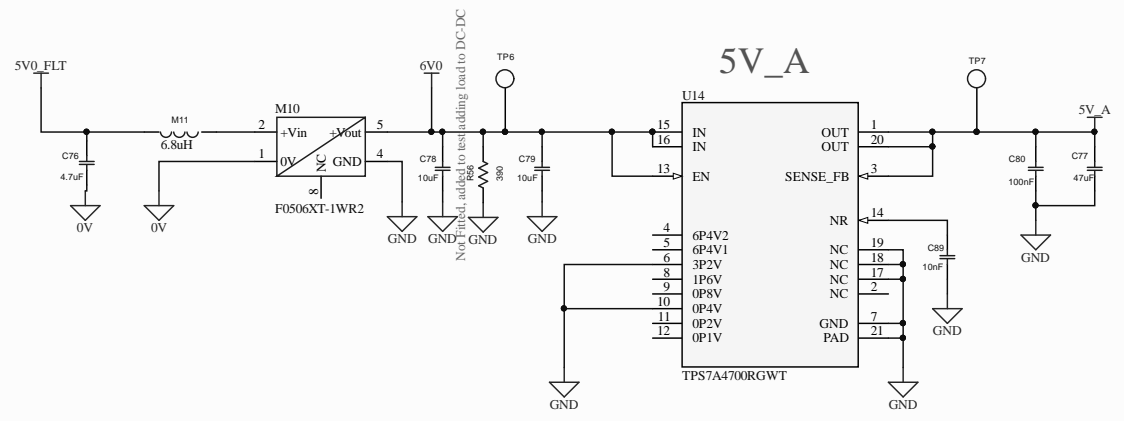 5V0_FLT
C76
4.7uF
0V
M11
6.8uH
0V
M10
2
1
+Vin
0V
+Vout
GND
NC
5
4
8
F0506XT-1WR2
GND
6V0
C78
10uF
GND
Not Fitted, added to test adding load to DC-DC
R56
390
GND
TP6
C79
10uF
GND
5V_A
U14
15
IN
16
IN
13
EN
4
6P4V2
5
6P4V1
6
3P2V
8
1P6V
9
0P8V
10
0P4V
11
0P2V
12
0P1V
OUT
1
OUT
20
SENSE_FB
3
NR
14
NC
19
NC
18
NC
17
NC
2
GND
7
PAD
21
TPS7A4700RGWT
GND
GND
C89
10nF
GND
TP7
5V_A
C80
100nF
C77
47uF
GND